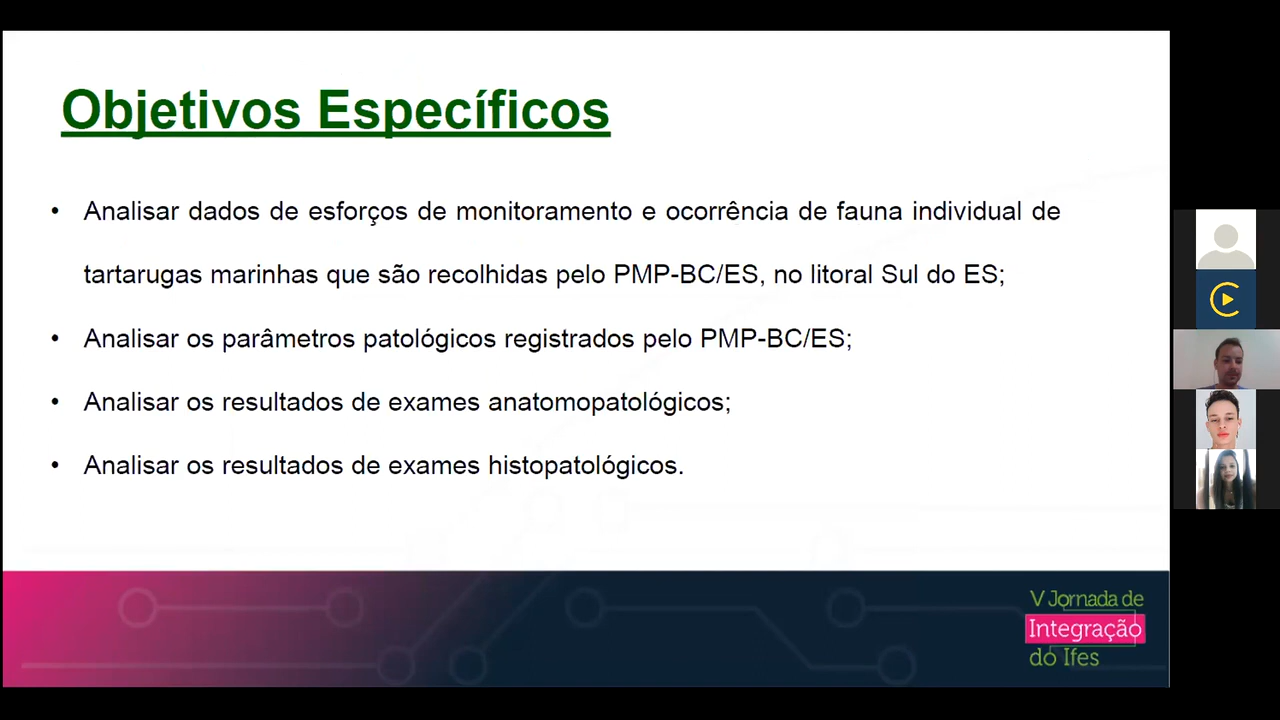 Objetivos Específicos
• Analisar dados de esforços de monitoramento e ocorrência de fauna individual de
tartarugas marinhas que são recolhidas pelo PMP-BC/ES, no litoral Sul do ES;
• Analisar os parâmetros patológicos registrados pelo PMP-BC/ES;
• Analisar os resultados de exames anatomopatológicos;
• Analisar os resultados de exames histopatológicos.
V Jornada de
Integração
do Ifes